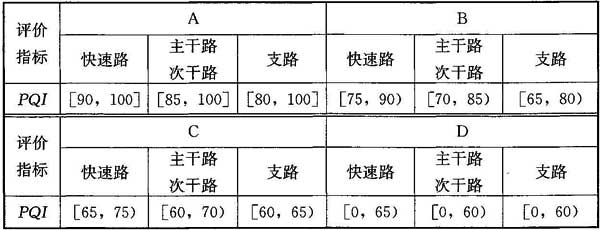 评价指标 A B
快速路 主干路 次干路 支路 快速路 主干路 次干路 支路
PQI [90, 100] [85, 100] [80, 100] [75, 90) [70, 85) [65, 80)
评价指标 C D
快速路 主干路 次干路 支路 快速路 主干路 次干路 支路
PQI [65, 75) [60, 70) [60, 65) [0, 65) [0, 60) [0, 60)